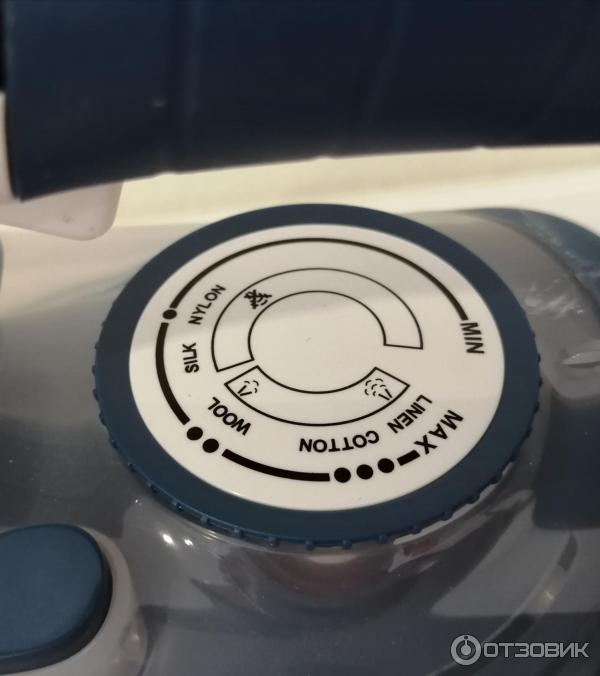 MIN
NYLON
SILK
WOOL
COTTON
LINEN
MAX
ОТЗОВИК